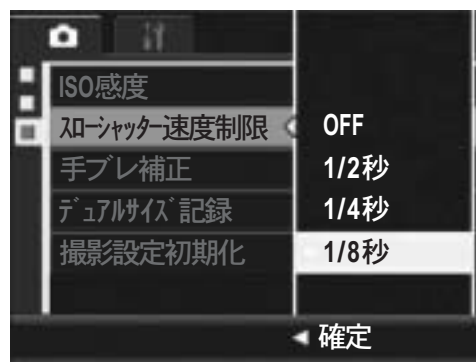 ISO感度
ｽﾛｰｼｬｯﾀｰ速度制限 OFF
手ブレ補正 1/2秒
ﾃﾞｭｱﾙｻｲｽﾞ記録 1/4秒
撮影設定初期化 1/8秒
確定